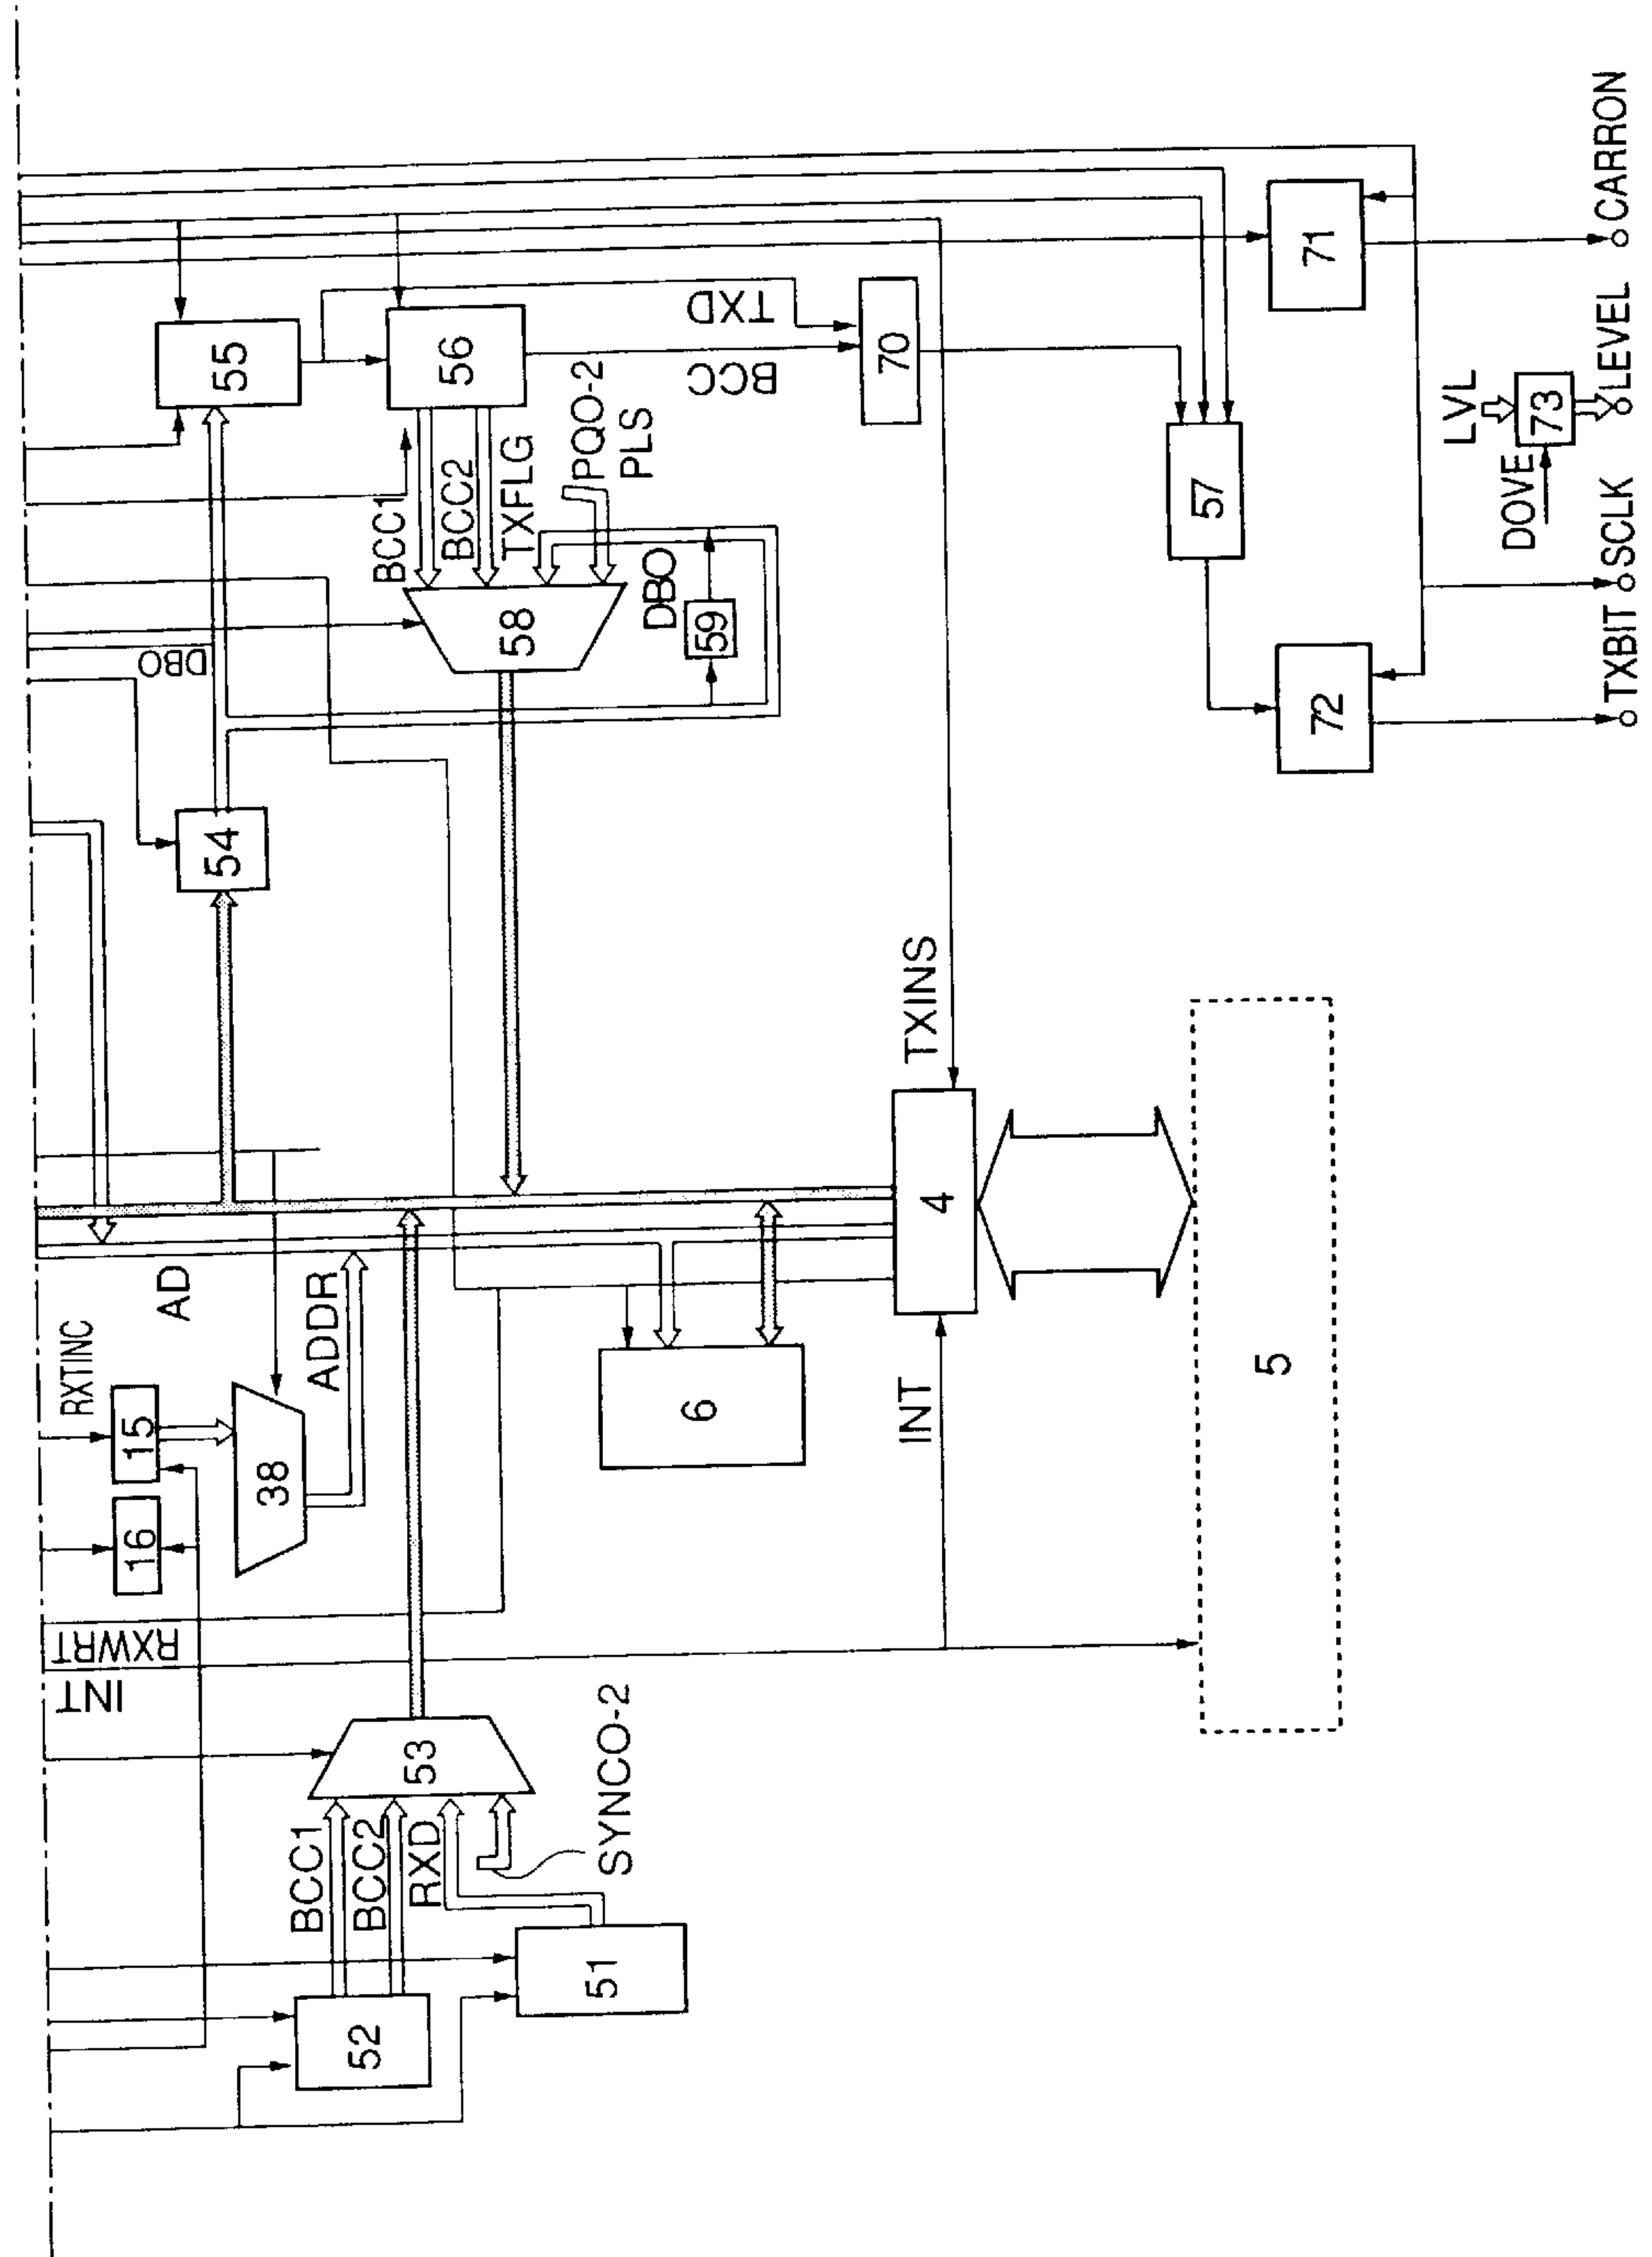 55
54
DBO
56
BCC1
BCC2
TXFLG
PQO-2
PLS
58
DBO
59
BCC
TXD
70
57
71
72
LVL
DOVE
73
TXBIT
SCLK
LEVEL
CARRON
RXTINC
AD
15
16
38
ADDR
RXWRT
INT
53
BCC1
BCC2
RXD
SYNCO-2
52
51
6
INT
4
TXINS
5